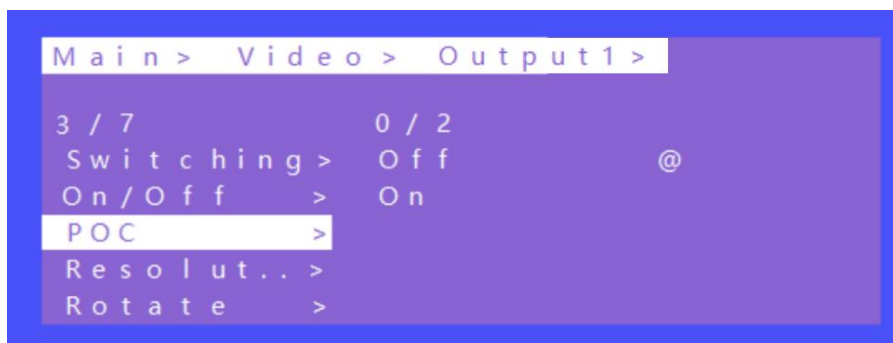 Main> Video> Output1>
3/7 0/2
Switching> Off @
On/Off > On
POC >
Resolut..>
Rotate >